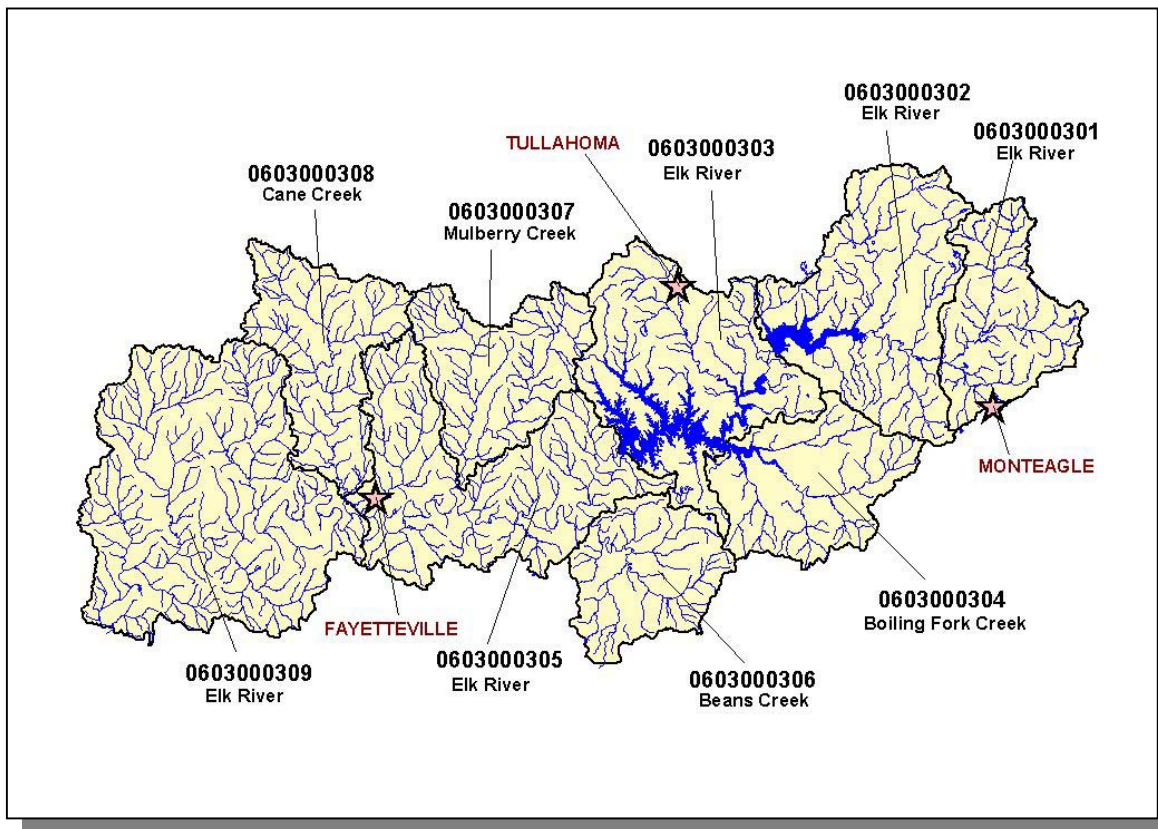 0603000302
Elk River
0603000301
Elk River
TULLAHOMA
0603000303
Elk River
0603000308
Cane Creek
0603000307
Mulberry Creek
MONTEAGLE
0603000304
Boiling Fork Creek
FAYETTEVILLE
0603000305
Elk River
0603000309
Elk River
0603000306
Beans Creek